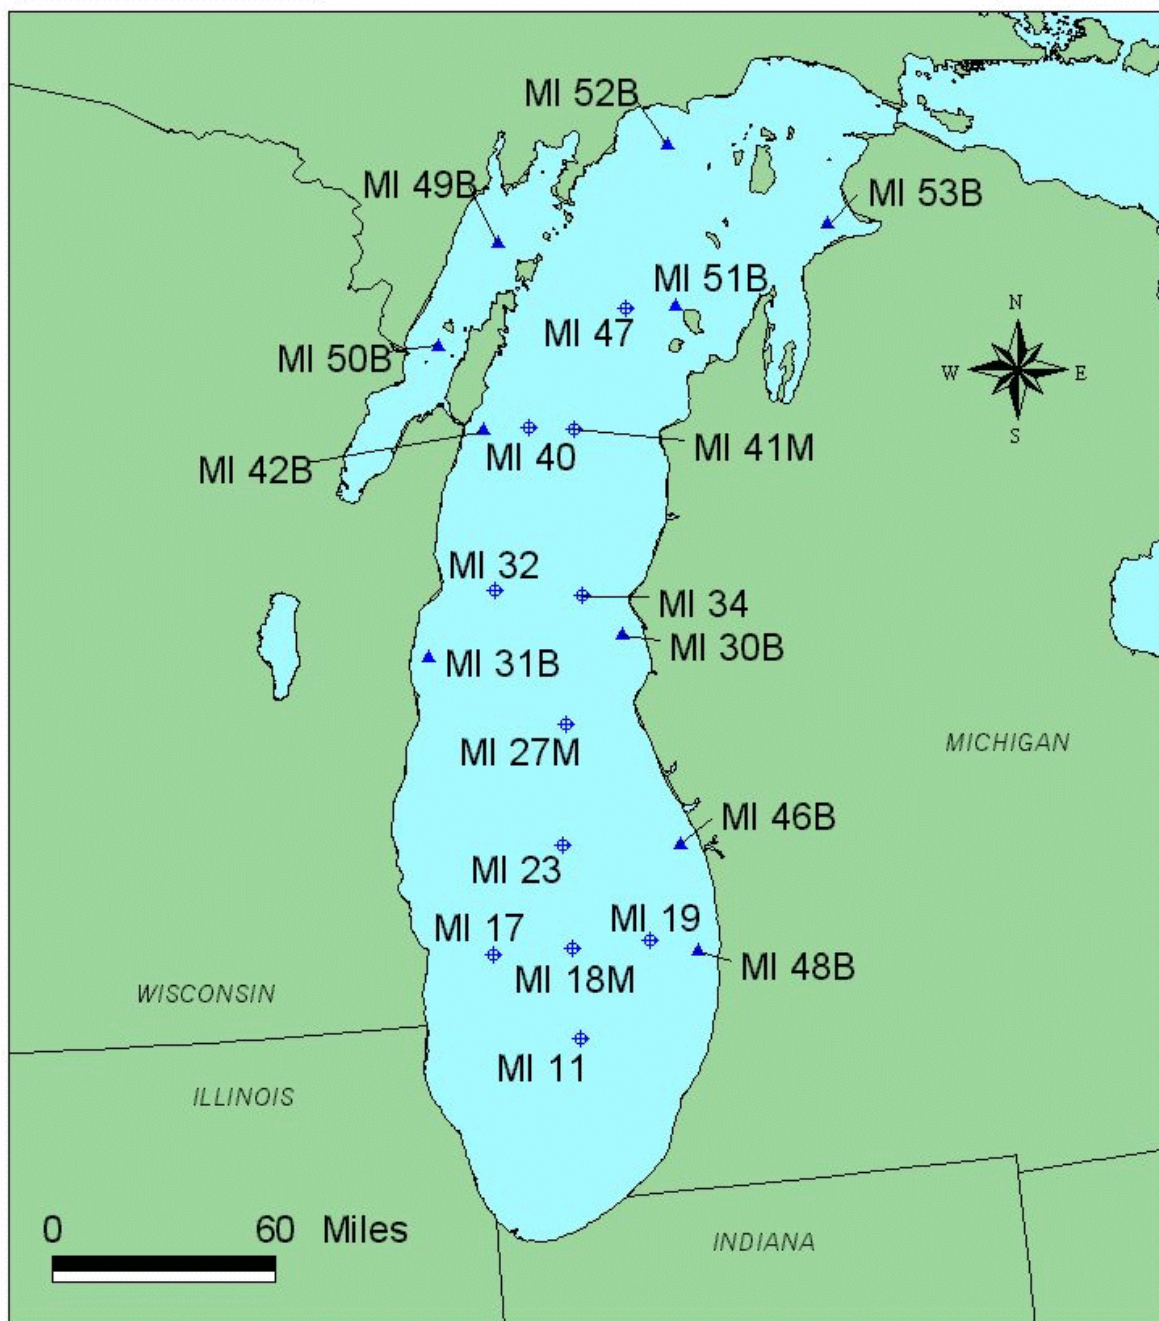 MI 52B
MI 49B
MI 53B
MI 51B
MI 47
MI 50B
N
W
E
S
MI 42B
MI 40
MI 41M
MI 32
MI 34
MI 30B
MI 31B
MI 27M
MICHIGAN
MI 46B
MI 23
MI 19
MI 17
MI 18M
MI 48B
WISCONSIN
MI 11
ILLINOIS
0 60 Miles
INDIANA